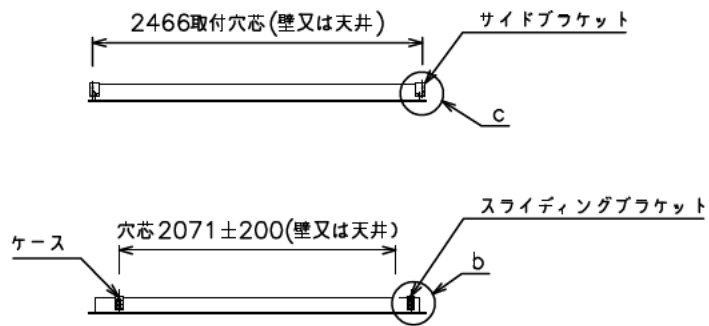 2466取付穴芯(壁又は天井)
サイドブラケット
c
スライディングブラケット
穴芯2071±200(壁又は天井)
ケース
b